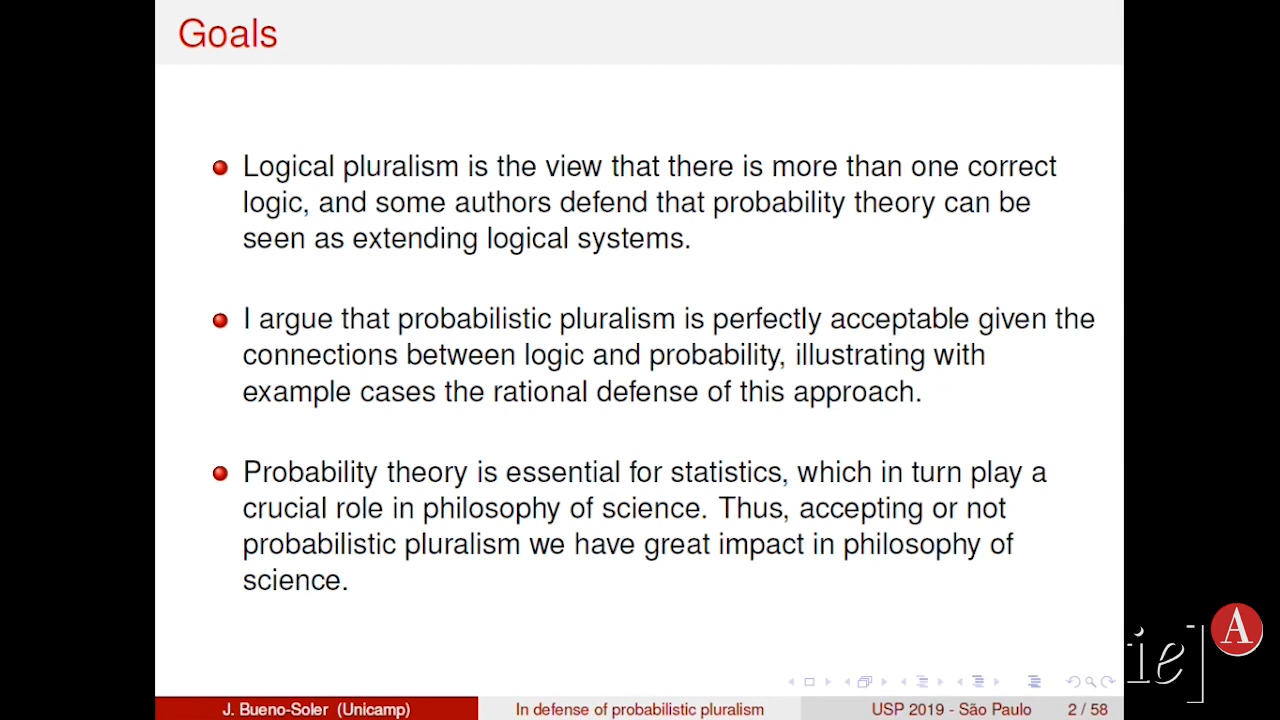 Goals
Logical pluralism is the view that there is more than one correct
logic, and some authors defend that probability theory can be
seen as extending logical systems.
I argue that probabilistic pluralism is perfectly acceptable given the
connections between logic and probability, illustrating with
example cases the rational defense of this approach.
Probability theory is essential for statistics, which in turn play a
crucial role in philosophy of science. Thus, accepting or not
probabilistic pluralism we have great impact in philosophy of
science.
ie] A
J. Bueno-Soler (Unicamp) In defense of probabilistic pluralism USP 2019 - São Paulo 2 / 58